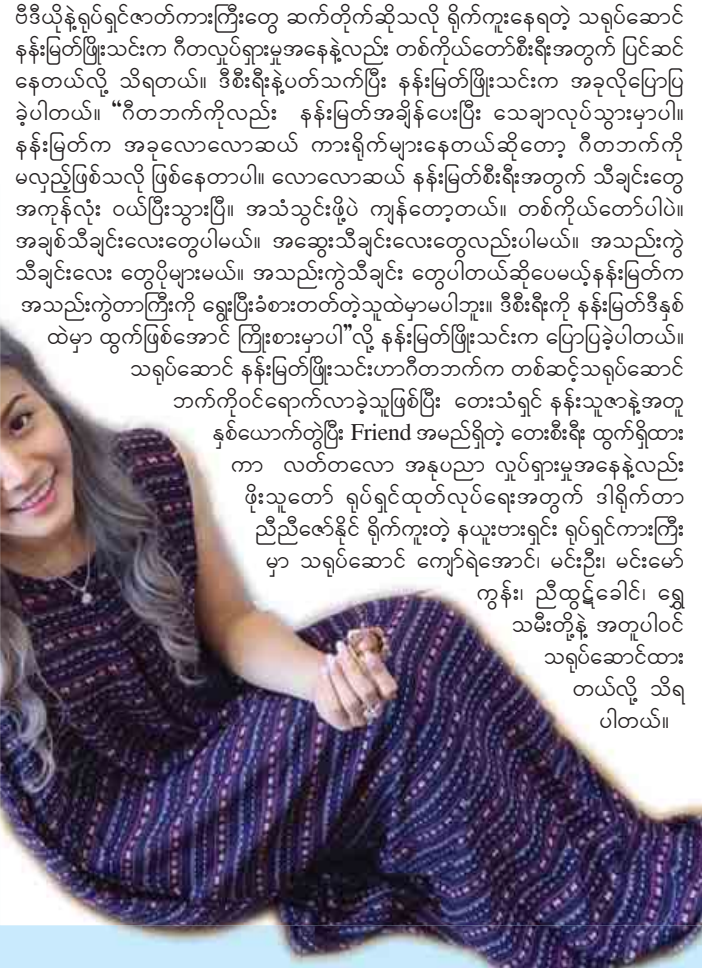 ဗီဒီယိုနဲ့ရုပ်ရှင်ဇာတ်ကားကြီးတွေ ဆက်တိုက်ဆိုသလို ရိုက်ကူးနေရတဲ့ သရုပ်ဆောင်
နန်းမြတ်ဖြိုးသင်းက ဂီတလှုပ်ရှားမှုအနေနဲ့လည်း တစ်ကိုယ်တော်စီးရီးအတွက် ပြင်ဆင်
နေတယ်လို့ သိရတယ်။ ဒီစီးရီးနဲ့ပတ်သက်ပြီး နန်းမြတ်ဖြိုးသင်းက အခုလိုပြောပြ
ခဲ့ပါတယ်။ “ဂီတဘက်ကိုလည်း နန်းမြတ်အချိန်ပေးပြီး သေချာလုပ်သွားမှာပါ။
နန်းမြတ်က အခုလောလောဆယ် ကားရိုက်များနေတယ်ဆိုတော့ ဂီတဘက်ကို
မလှည့်ဖြစ်သလို ဖြစ်နေတာပါ။ လောလောဆယ် နန်းမြတ်စီးရီးအတွက် သီချင်းတွေ
အကုန်လုံး ဝယ်ပြီးသွားပြီ။ အသံသွင်းဖို့ပဲ ကျန်တော့တယ်။ တစ်ကိုယ်တော်ပါပဲ။
အချစ်သီချင်းလေးတွေပါမယ်။ အဆွေးသီချင်းလေးတွေလည်းပါမယ်။ အသည်းကွဲ
သီချင်းလေး တွေပိုများမယ်။ အသည်းကွဲသီချင်း တွေပါတယ်ဆိုပေမယ့်နန်းမြတ်က
အသည်းကွဲတာကြီးကို ရွေးပြီးခံစားတတ်တဲ့သူထဲမှာမပါဘူး။ ဒီစီးရီးကို နန်းမြတ်ဒီနှစ်
ထဲမှာ ထွက်ဖြစ်အောင် ကြိုးစားမှာပါ”လို့ နန်းမြတ်ဖြိုးသင်းက ပြောပြခဲ့ပါတယ်။
သရုပ်ဆောင် နန်းမြတ်ဖြိုးသင်းဟာဂီတဘက်က တစ်ဆင့်သရုပ်ဆောင်
ဘက်ကိုဝင်ရောက်လာခဲ့သူဖြစ်ပြီး တေးသံရှင် နန်းသူဇာနဲ့အတူ
နှစ်ယောက်တွဲပြီး Friend အမည်ရှိတဲ့ တေးစီးရီး ထွက်ရှိထား
ကာ လတ်တလော အနုပညာ လှုပ်ရှားမှုအနေနဲ့လည်း
ဖိုးသူတော် ရုပ်ရှင်ထုတ်လုပ်ရေးအတွက် ဒါရိုက်တာ
ညီညီဇော်နိုင် ရိုက်ကူးတဲ့ နယူးဗားရှင်း ရုပ်ရှင်ကားကြီး
မှာ သရုပ်ဆောင် ကျော်ရဲအောင်၊ မင်းဦး၊ မင်းမော်
ကွန်း၊ ညီထွဋ်ခေါင်၊ ရွှေ
သမီးတို့နဲ့ အတူပါဝင်
သရုပ်ဆောင်ထား
တယ်လို့ သိရ
ပါတယ်။